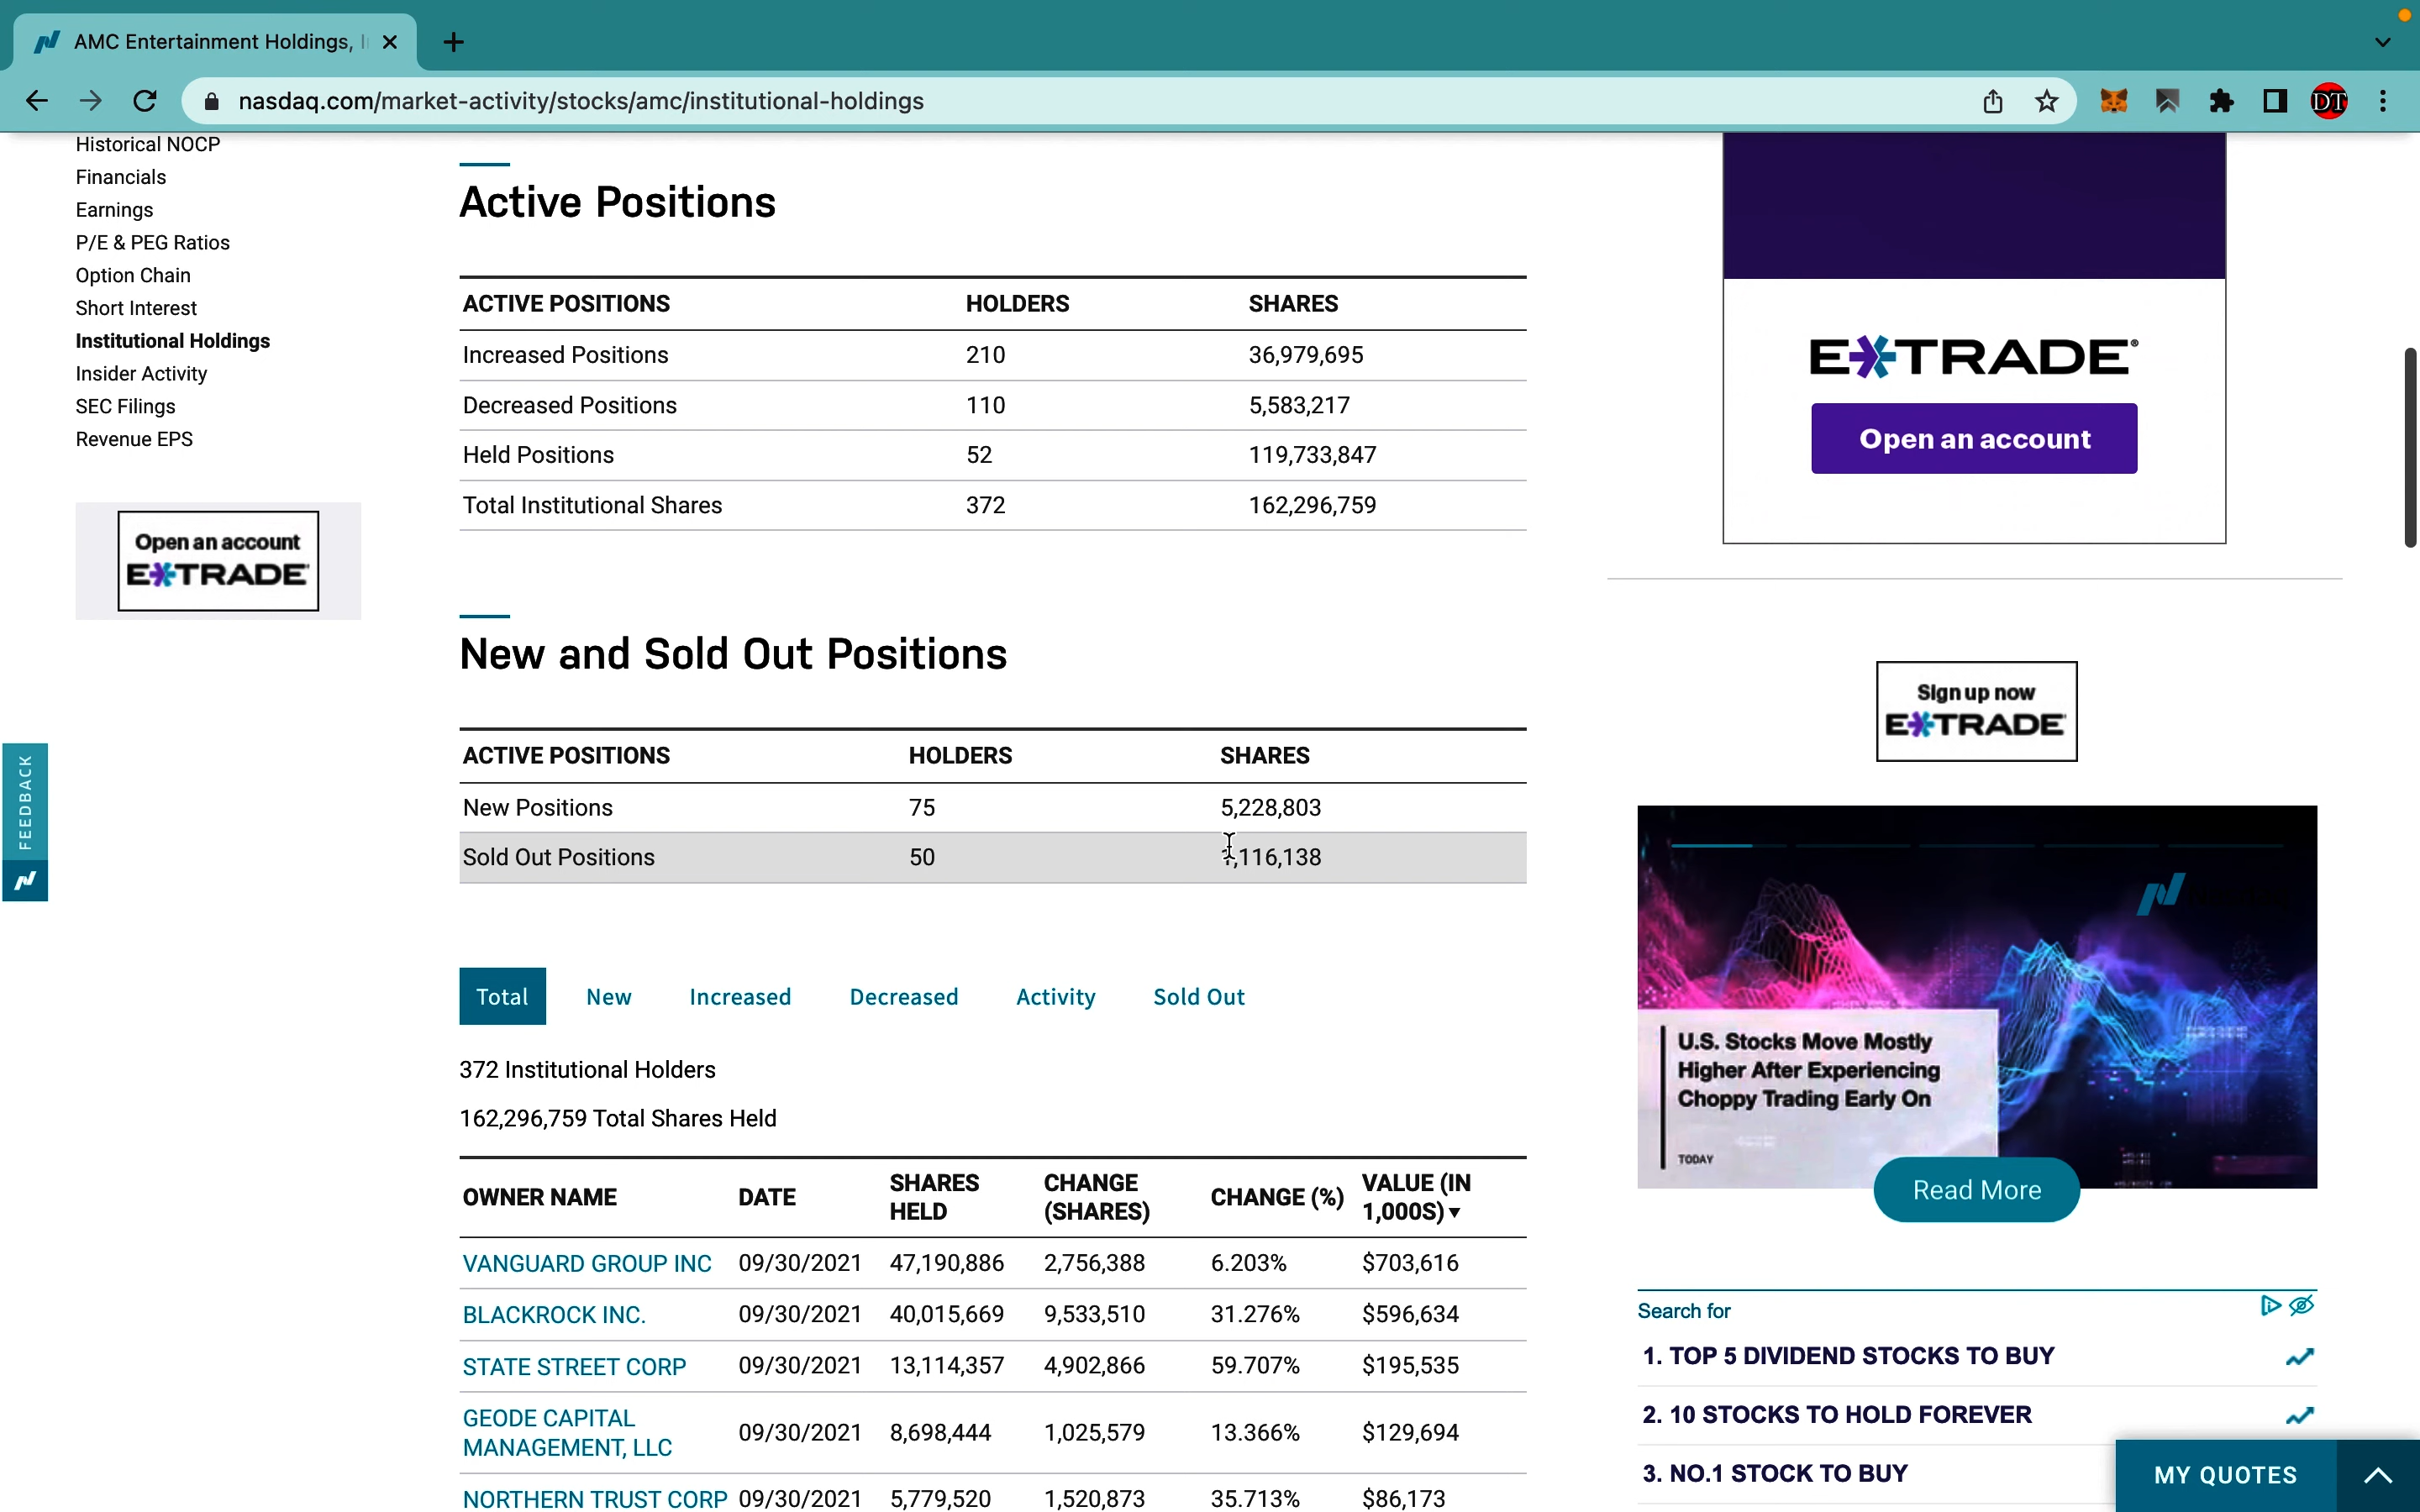 AMC Entertainment Holdings,
nasdaq.com/market-activity/stocks/amc/institutional-holdings
DT
Historical NOCP
Financials
Earnings
P/E & PEG Ratios
Option Chain
Short Interest
Institutional Holdings
Insider Activity
SEC Filings
Revenue EPS
Open an account
E*TRADE
FEEDBACK
Active Positions
ACTIVE POSITIONS HOLDERS SHARES
Increased Positions 210 36,979,695
Decreased Positions 110 5,583,217
Held Positions 52 119,733,847
Total Institutional Shares 372 162,296,759
New and Sold Out Positions
ACTIVE POSITIONS HOLDERS SHARES
New Positions 75 5,228,803
Sold Out Positions 50 1,116,138
Total New Increased Decreased Activity Sold Out
372 Institutional Holders
162,296,759 Total Shares Held
OWNER NAME DATE SHARES HELD CHANGE (SHARES) CHANGE (%) VALUE (IN 1,000S)▼
VANGUARD GROUP INC 09/30/2021 47,190,886 2,756,388 6.203% $703,616
BLACKROCK INC. 09/30/2021 40,015,669 9,533,510 31.276% $596,634
STATE STREET CORP 09/30/2021 13,114,357 4,902,866 59.707% $195,535
GEODE CAPITAL MANAGEMENT, LLC 09/30/2021 8,698,444 1,025,579 13.366% $129,694
NORTHERN TRUST CORP 09/30/2021 5,779,520 1,520,873 35.713% $86,173
E*TRADE®
Open an account
Sign up now
E*TRADE
U.S. Stocks Move Mostly
Higher After Experiencing
Choppy Trading Early On
TODAY
Read More
Search for
1. TOP 5 DIVIDEND STOCKS TO BUY
2. 10 STOCKS TO HOLD FOREVER
3. NO.1 STOCK TO BUY
MY QUOTES